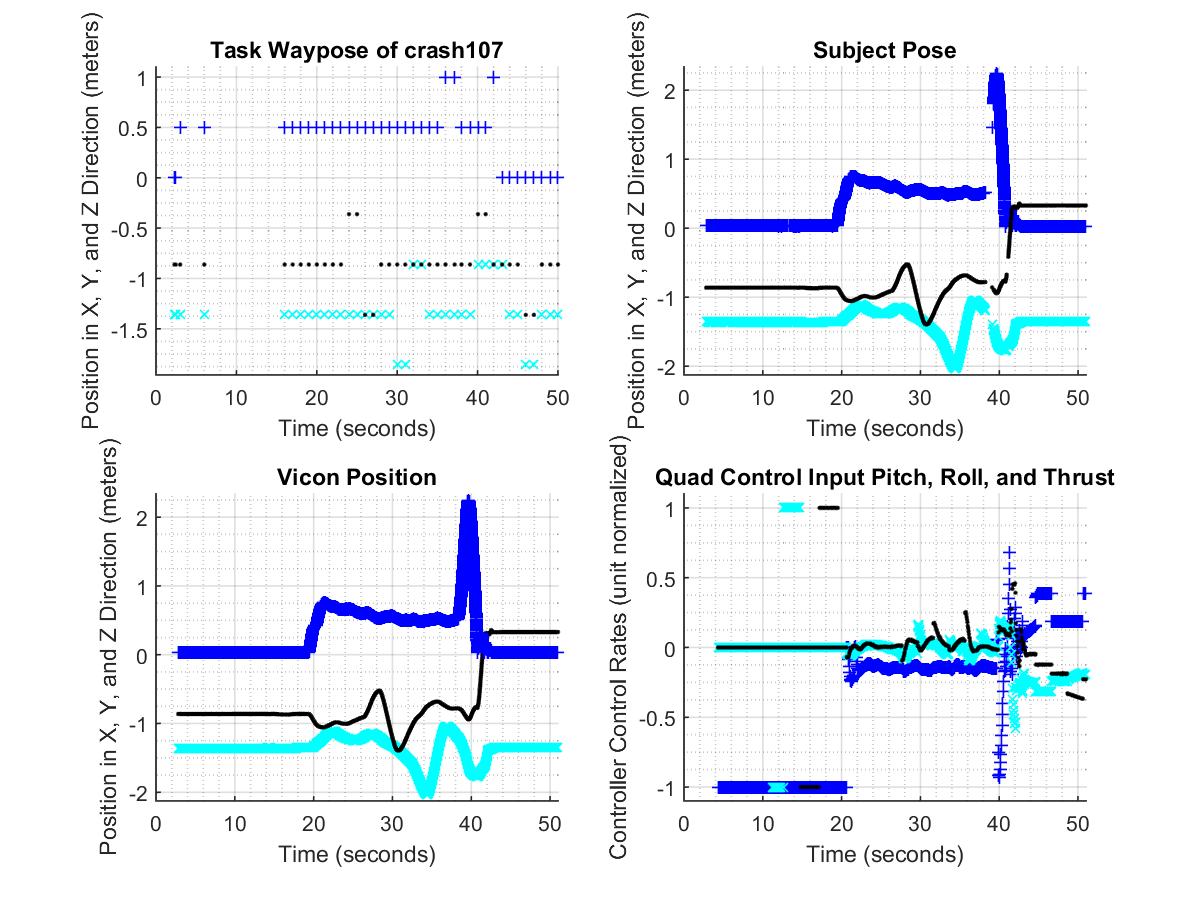 Task Waypose of crash107
Position in X, Y, and Z Direction (meters)
1
0.5
0
-0.5
-1
-1.5
0 10 20 30 40 50
Time (seconds)
Subject Pose
Position in X, Y, and Z Direction (meters)
2
1
0
-1
-2
0 10 20 30 40 50
Time (seconds)
Vicon Position
Position in X, Y, and Z Direction (meters)
2
1
0
-1
-2
0 10 20 30 40 50
Time (seconds)
Quad Control Input Pitch, Roll, and Thrust
Controller Control Rates (unit normalized)
1
0.5
0
-0.5
-1
0 10 20 30 40 50
Time (seconds)